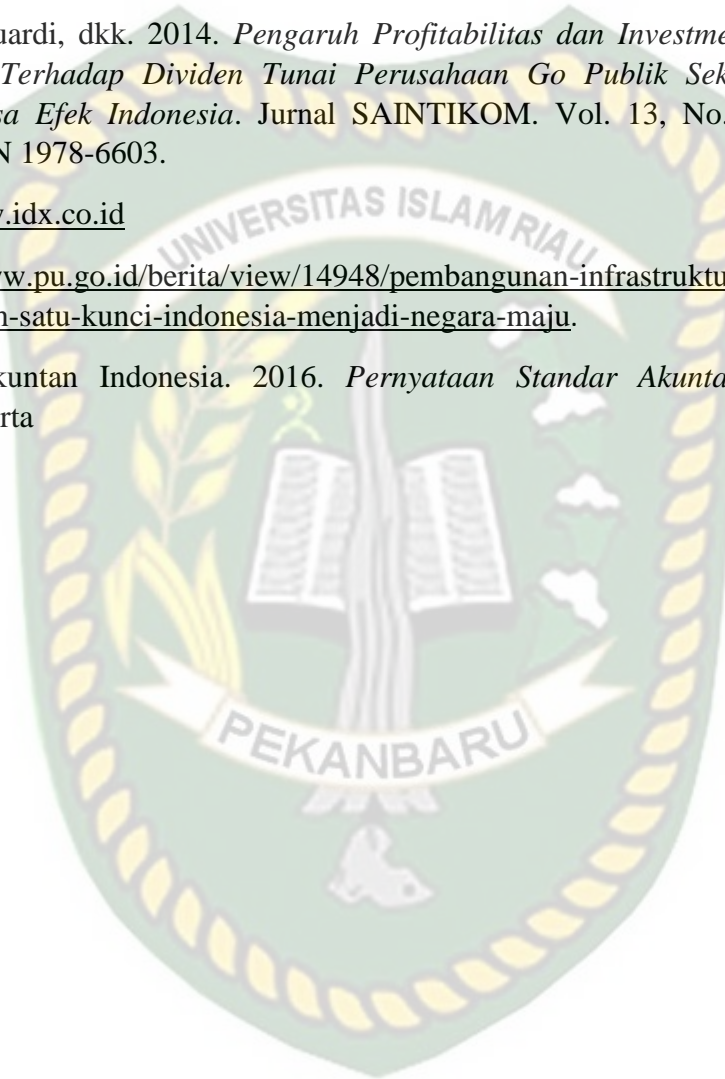 uardi, dkk. 2014. Pengaruh Profitabilitas dan Investme
Terhadap Dividen Tunai Perusahaan Go Publik Sek
sa Efek Indonesia. Jurnal SAINTIKOM. Vol. 13, No.
N 1978-6603.
.idx.co.id
UNIVERSITAS ISLAM RIAU
w.pu.go.id/berita/view/14948/pembangunan-infrastruktu
n-satu-kunci-indonesia-menjadi-negara-maju.
kuntan Indonesia. 2016. Pernyataan Standar Akunta
rta
PEKANBARU